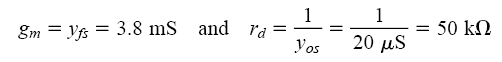 g_m = y_fs = 3.8 mS and r_d = 1/y_os = 1/20 μS = 50 kΩ